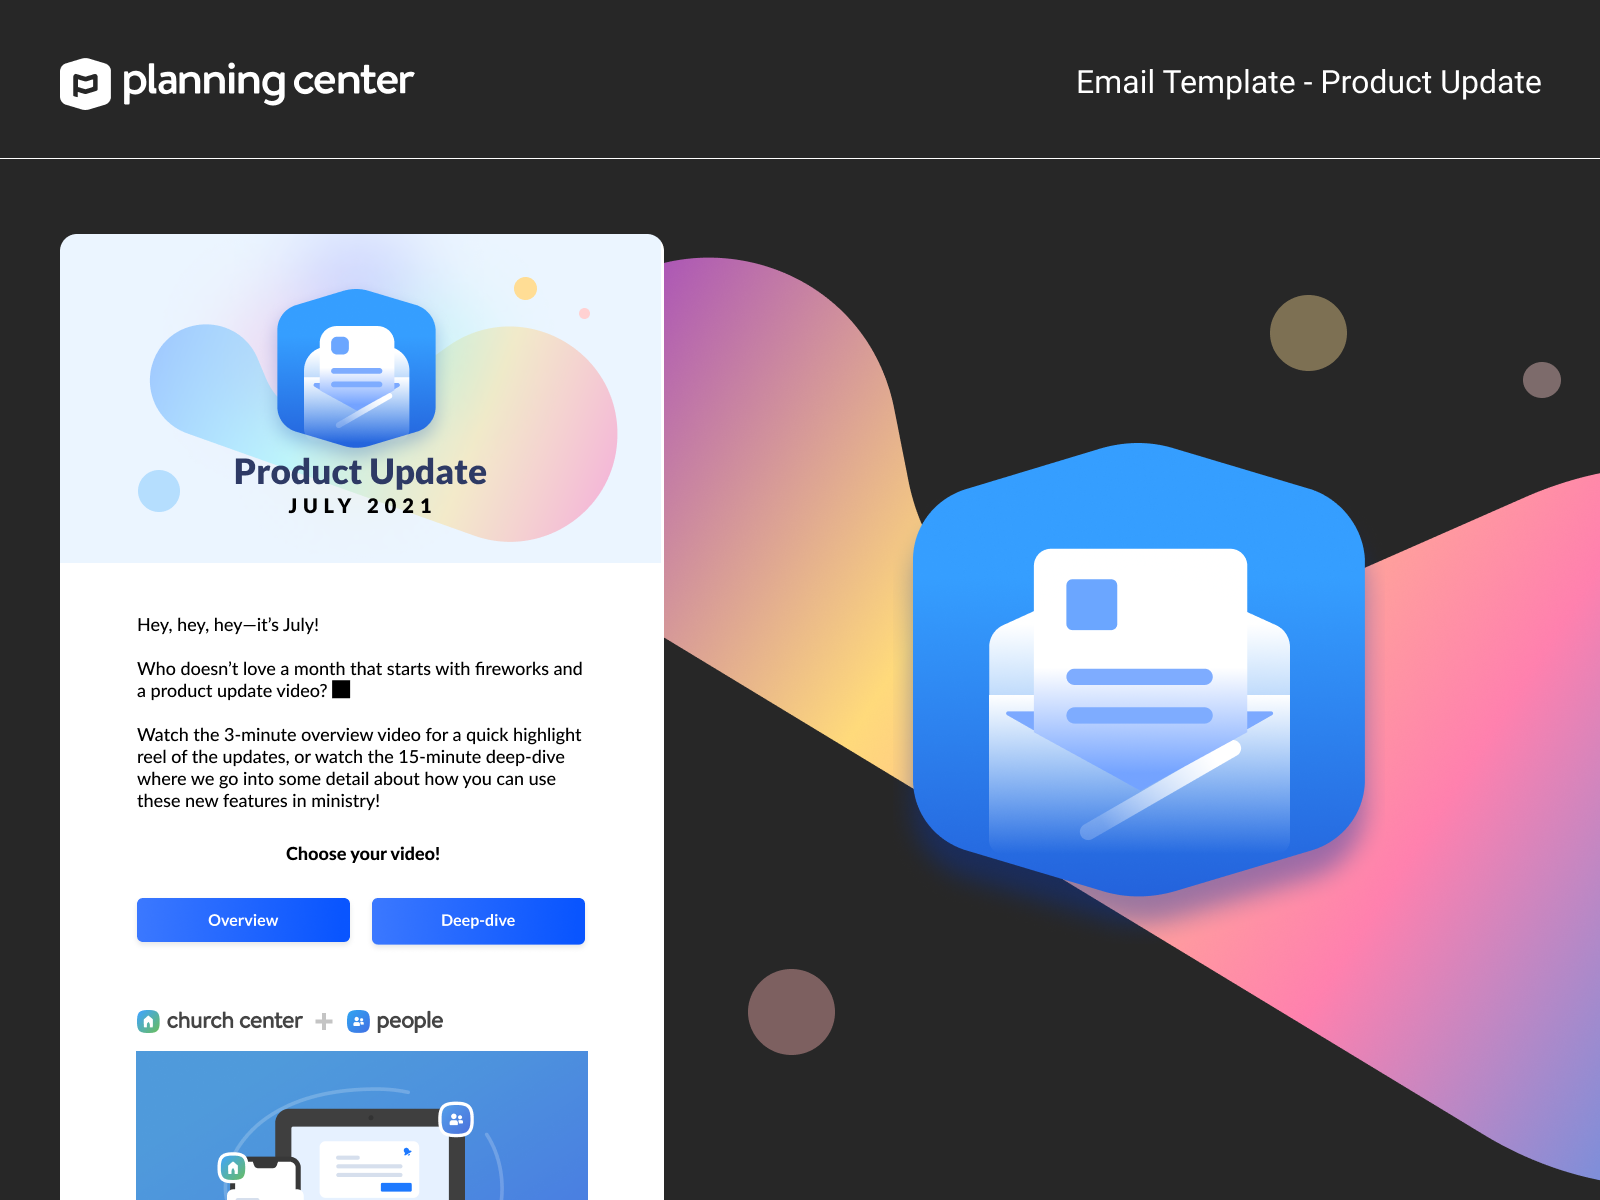 planning center
Email Template - Product Update
Product Update
JULY 2021
Hey, hey, hey—it's July!
Who doesn't love a month that starts with fireworks and
a product update video?
Watch the 3-minute overview video for a quick highlight
reel of the updates, or watch the 15-minute deep-dive
where we go into some detail about how you can use
these new features in ministry!
Choose your video!
Overview
Deep-dive
church center + people